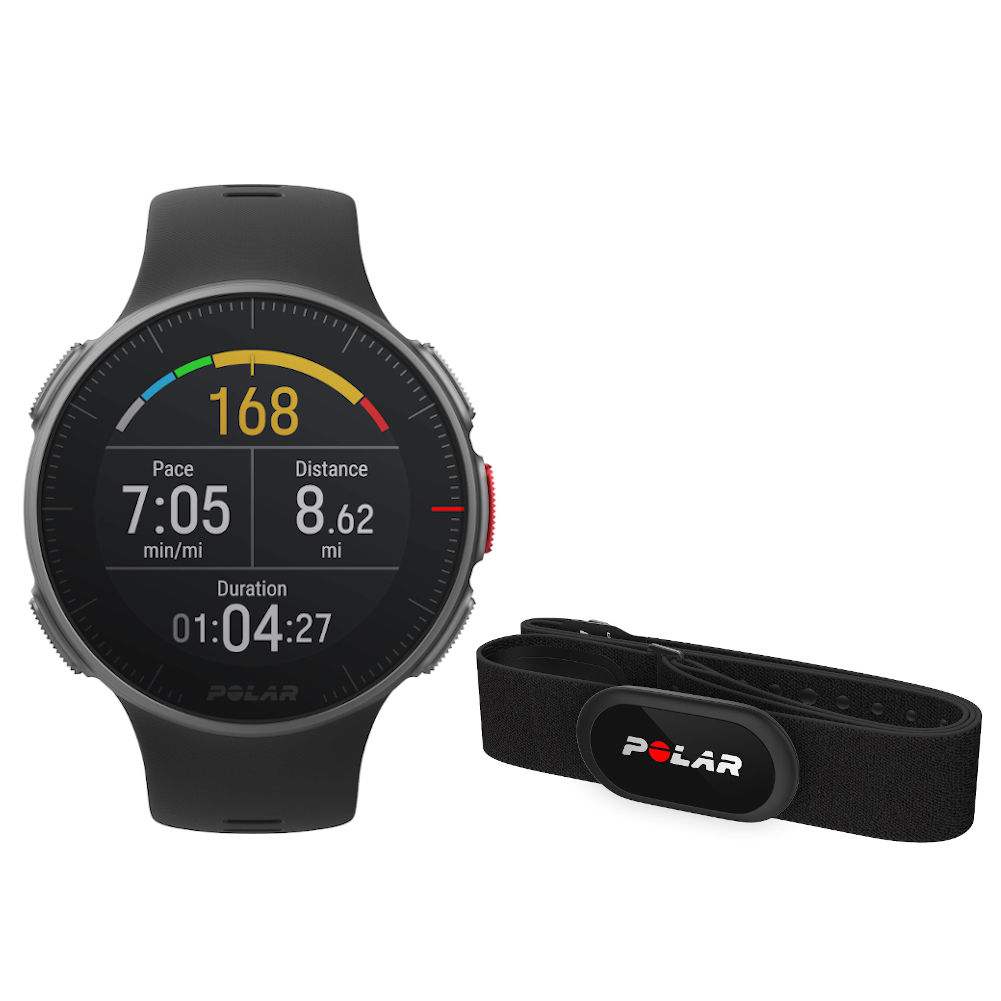 168
Pace
Distance
7:05
8.62
min/mi
mi
Duration
01:04:27
POLAR
POLAR